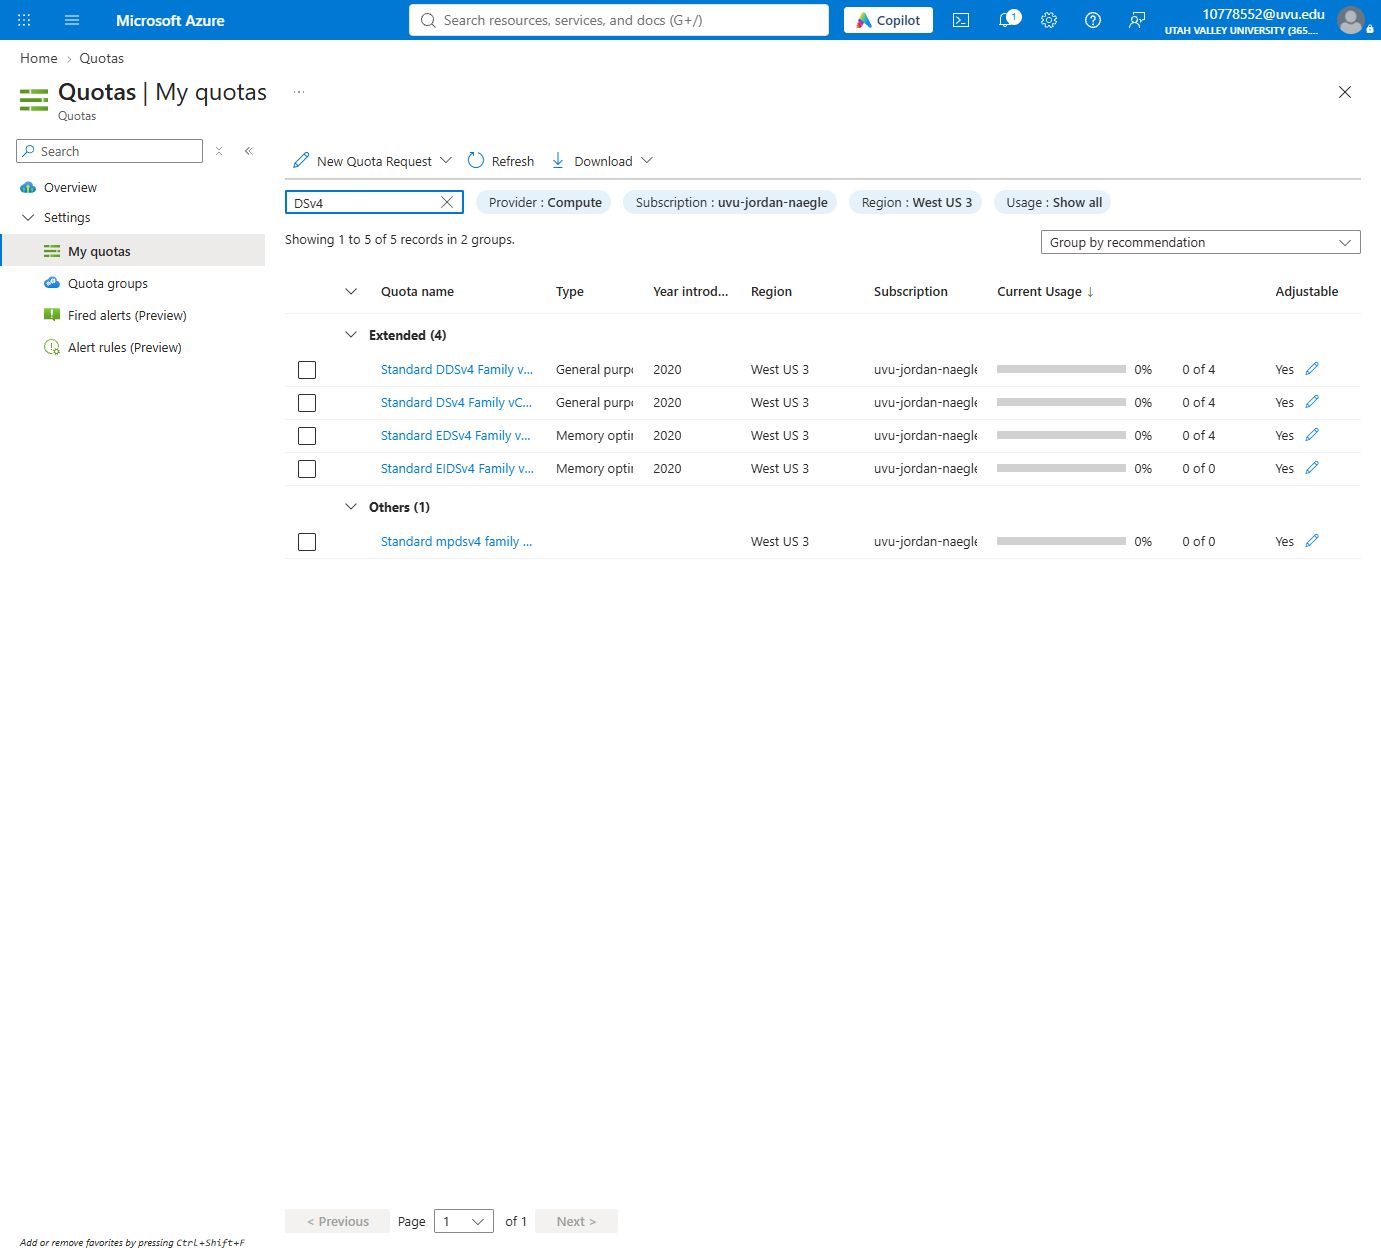 Microsoft Azure
Search resources, services, and docs (G+/)
Copilot
1
10778552@uvu.edu
UTAH VALLEY UNIVERSITY (365....
Home > Quotas
Quotas | My quotas ...
Quotas
Search
Overview
Settings
My quotas
Quota groups
Fired alerts (Preview)
Alert rules (Preview)
New Quota Request Refresh Download
DSv4 Provider : Compute Subscription : uvu-jordan-naegle Region : West US 3 Usage : Show all
Showing 1 to 5 of 5 records in 2 groups.
Group by recommendation
Quota name Type Year introd... Region Subscription Current Usage ↓ Adjustable
Extended (4)
Standard DDSv4 Family v... General purpo 2020 West US 3 uvu-jordan-naegle 0% 0 of 4 Yes
Standard DSv4 Family vC... General purpo 2020 West US 3 uvu-jordan-naegle 0% 0 of 4 Yes
Standard EDSv4 Family v... Memory optin 2020 West US 3 uvu-jordan-naegle 0% 0 of 4 Yes
Standard EIDSv4 Family v... Memory optin 2020 West US 3 uvu-jordan-naegle 0% 0 of 0 Yes
Others (1)
Standard mpdsv4 family ... West US 3 uvu-jordan-naegle 0% 0 of 0 Yes
< Previous Page 1 of 1 Next >
Add or remove favorites by pressing Ctrl+Shift+F